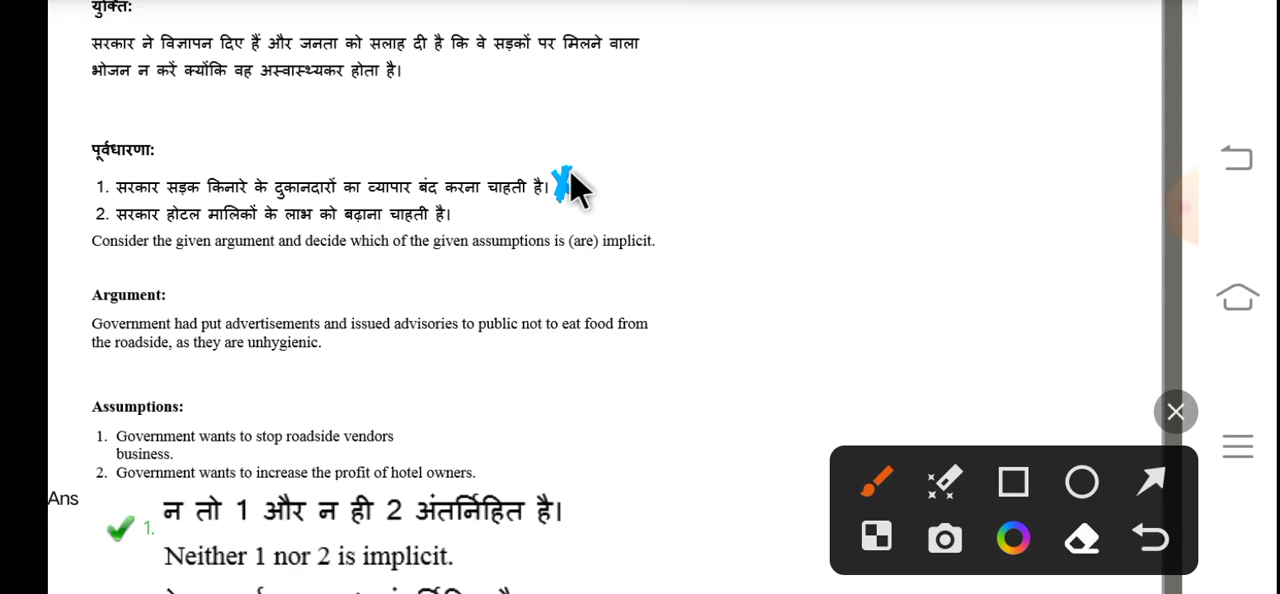 युक्ति:
सरकार ने विज्ञापन दिए हैं और जनता को सलाह दी है कि वे सड़कों पर मिलने वाला
भोजन न करें क्योंकि वह अस्वास्थ्यकर होता है।
पूर्वधारणा:
1. सरकार सड़क किनारे के दुकानदारों का व्यापार बंद करना चाहती है।
2. सरकार होटल मालिकों के लाभ को बढ़ाना चाहती है।
Consider the given argument and decide which of the given assumptions is (are) implicit.
Argument:
Government had put advertisements and issued advisories to public not to eat food from
the roadside, as they are unhygienic.
Assumptions:
1. Government wants to stop roadside vendors
business.
2. Government wants to increase the profit of hotel owners.
Ans
1. न तो 1 और न ही 2 अंतर्निहित है।
Neither 1 nor 2 is implicit.